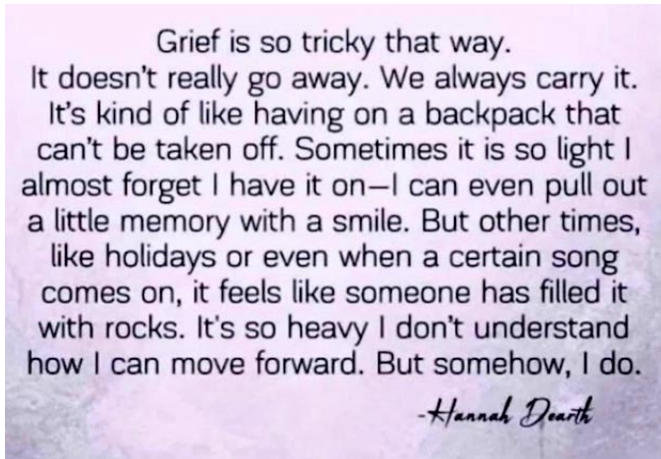 Grief is so tricky that way.
It doesn't really go away. We always carry it.
It's kind of like having on a backpack that
can't be taken off. Sometimes it is so light I
almost forget I have it on—I can even pull out
a little memory with a smile. But other times,
like holidays or even when a certain song
comes on, it feels like someone has filled it
with rocks. It's so heavy I don't understand
how I can move forward. But somehow, I do.
-Hannah Dearth